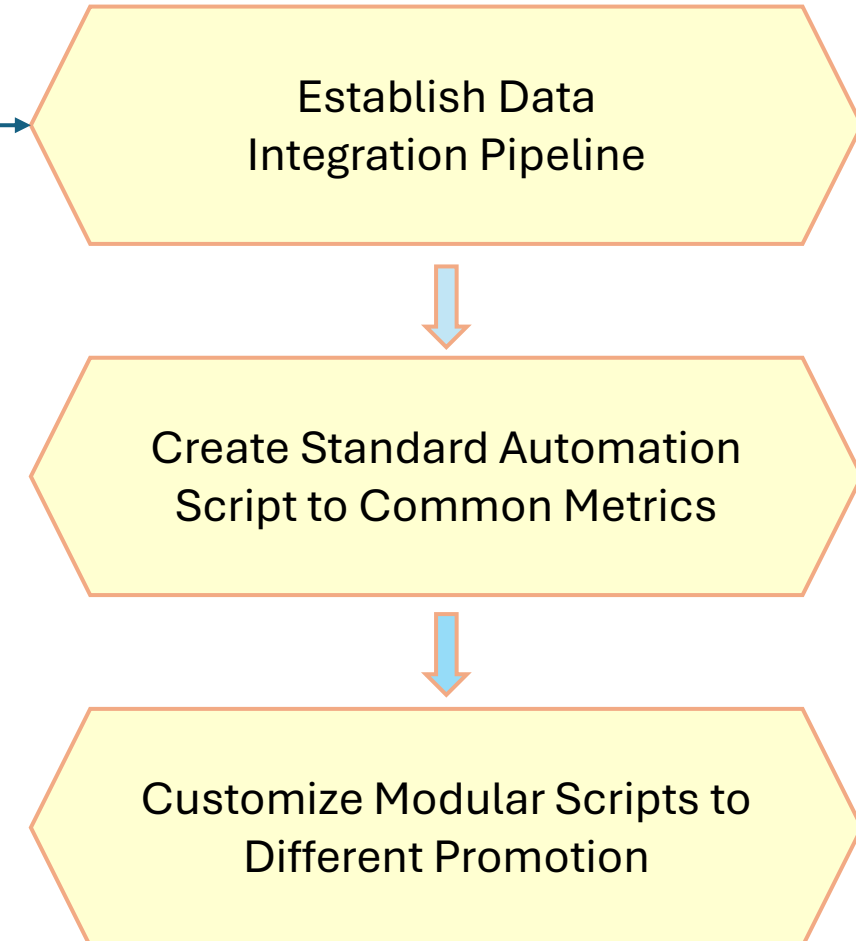 Establish Data
Integration Pipeline
Create Standard Automation
Script to Common Metrics
Customize Modular Scripts to
Different Promotion